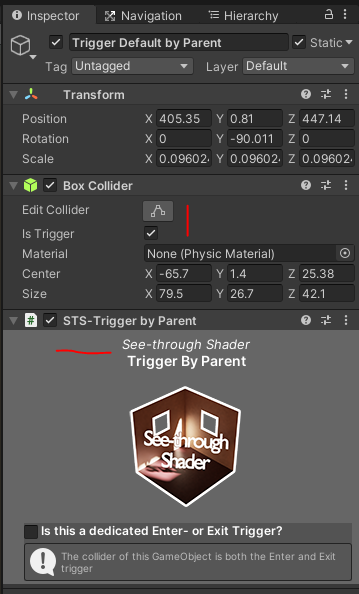 Inspector Navigation Hierarchy
Trigger Default by Parent Static
Tag Untagged Layer Default
Transform
Position X 405.35 Y 0.81 Z 447.14
Rotation X 0 Y -90.011 Z 0
Scale X 0.09602 Y 0.09602 Z 0.09602
Box Collider
Edit Collider
Is Trigger
Material None (Physic Material)
Center X -65.7 Y 1.4 Z 25.38
Size X 79.5 Y 26.7 Z 42.1
# STS-Trigger by Parent
See-through Shader
Trigger By Parent
See-through
Shader
Is this a dedicated Enter- or Exit Trigger?
The collider of this GameObject is both the Enter and Exit
trigger